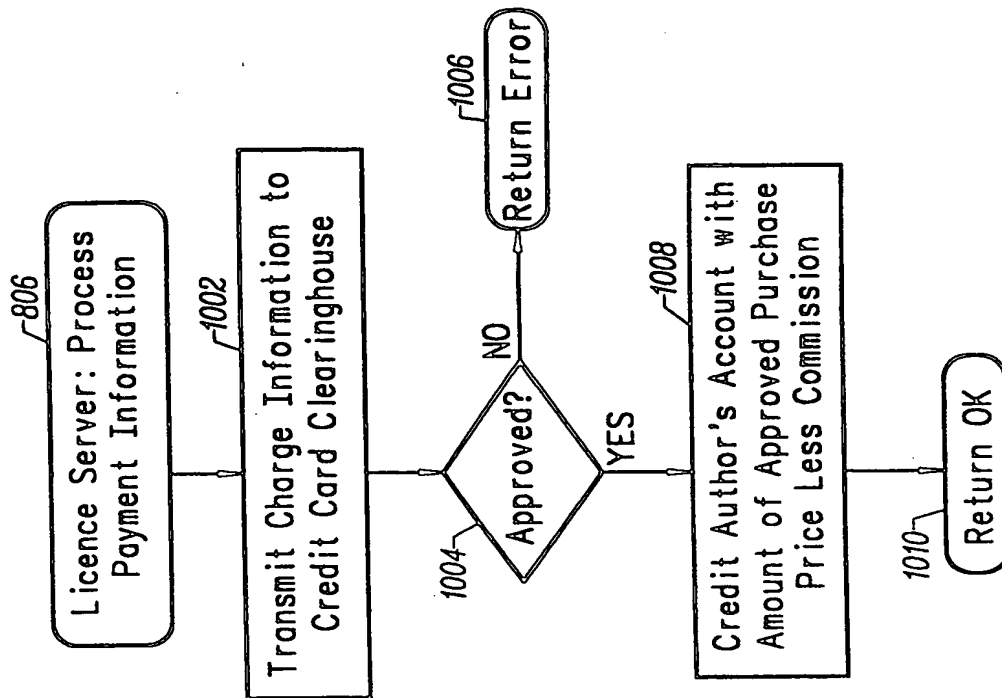 806
Licence Server: Process
Payment Information
1002
Transmit Charge Information to
Credit Card Clearinghouse
1004
Approved?
NO
1006
Return Error
YES
1008
Credit Author's Account with
Amount of Approved Purchase
Price Less Commission
1010
Return OK